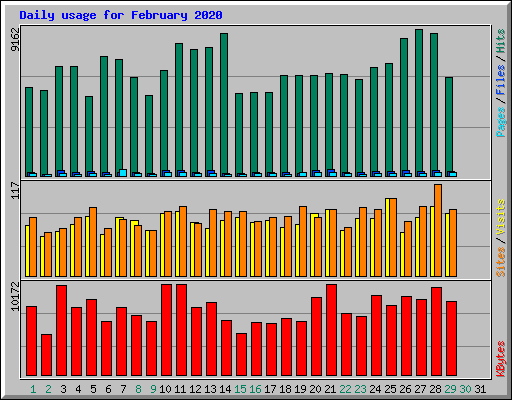 Daily usage for February 2020
9162
Pages / Files / Hits
117
Sites / Visits
10172
KBytes
1 2 3 4 5 6 7 8 9 10 11 12 13 14 15 16 17 18 19 20 21 22 23 24 25 26 27 28 29 30 31